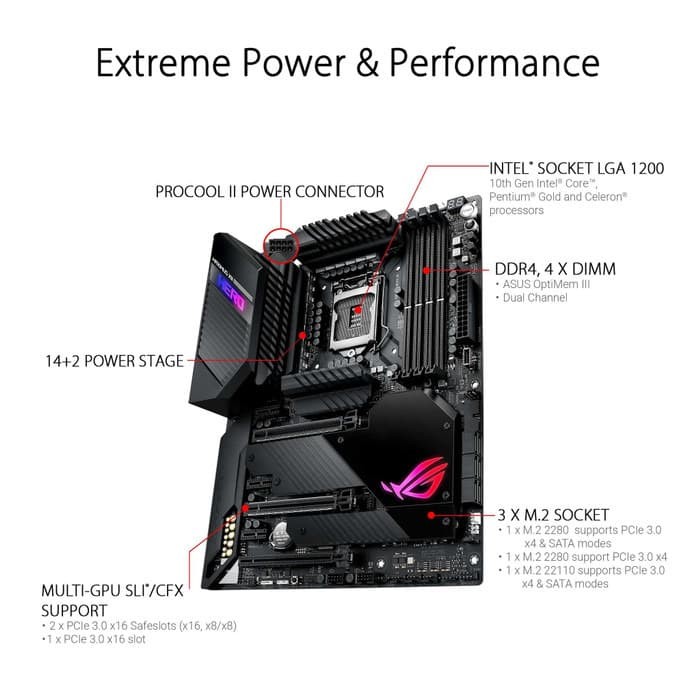 Extreme Power & Performance
INTEL® SOCKET LGA 1200
10th Gen Intel® Core™,
Pentium® Gold and Celeron®
processors
PROCOOL II POWER CONNECTOR
DDR4, 4 X DIMM
• ASUS OptiMem III
• Dual Channel
HERO
14+2 POWER STAGE
3 X M.2 SOCKET
• 1 x M.2 2280 supports PCIe 3.0
x4 & SATA modes
• 1 x M.2 2280 support PCIe 3.0 x4
• 1 x M.2 22110 supports PCIe 3.0
x4 & SATA modes
MULTI-GPU SLI®/CFX
SUPPORT
• 2 x PCIe 3.0 x16 Safeslots (x16, x8/x8)
• 1 x PCIe 3.0 x16 slot